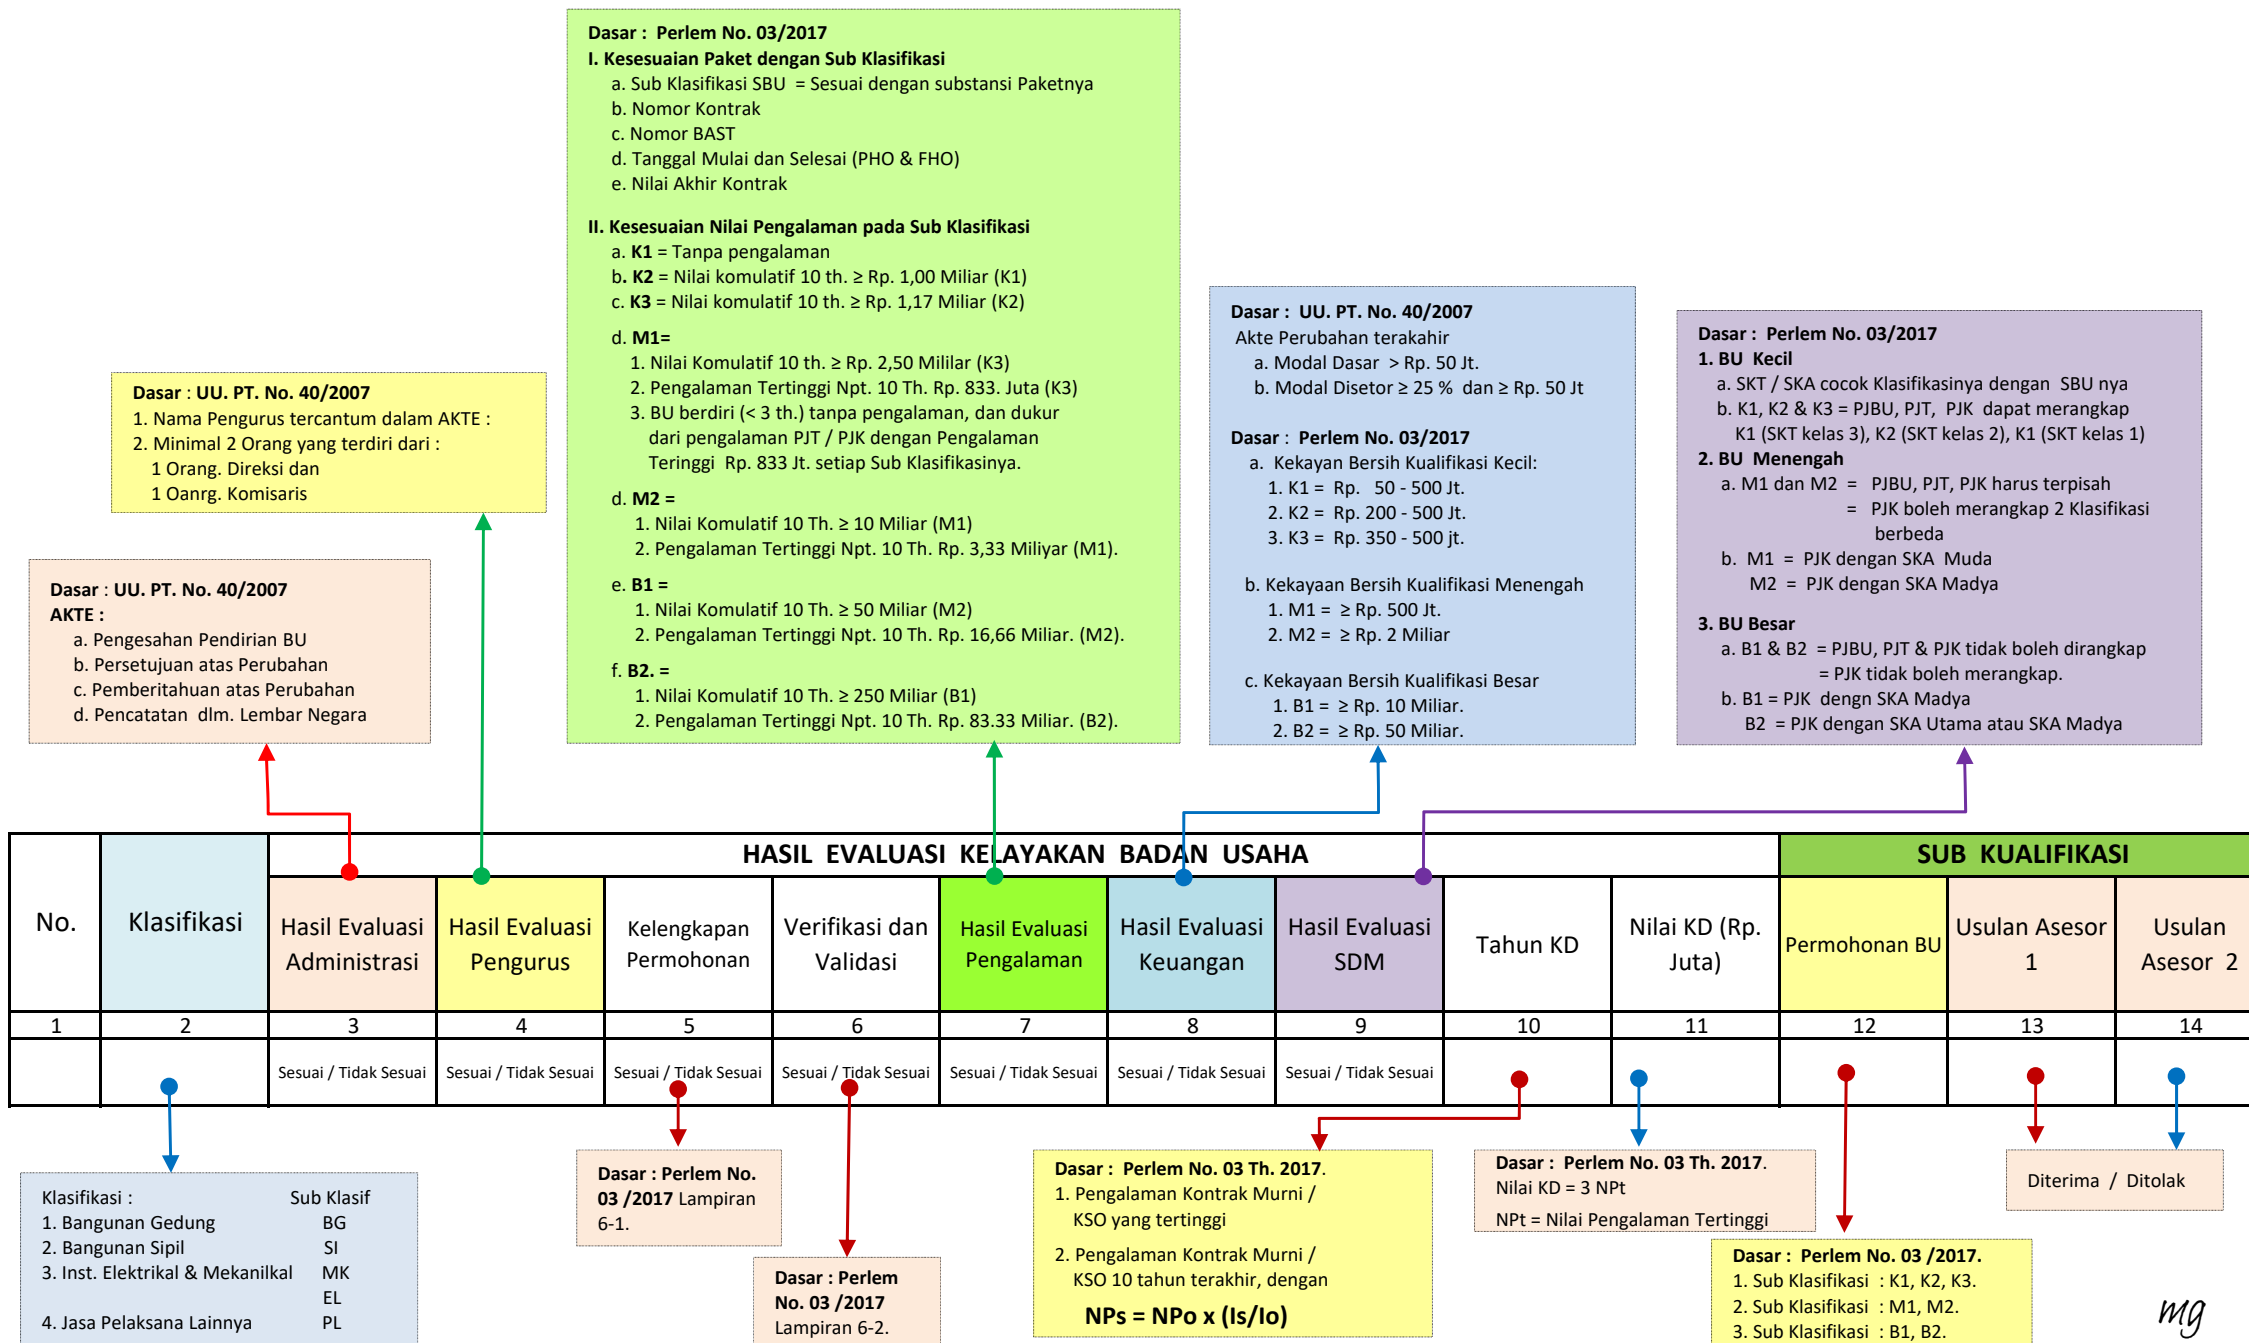 Dasar :  Perlem No. 03/2017
I. Kesesuaian Paket dengan Sub Klasifikasi
a. Sub Klasifikasi SBU  = Sesuai dengan substansi Paketnya
b. Nomor Kontrak
c. Nomor BAST
d. Tanggal Mulai dan Selesai (PHO & FHO)
e. Nilai Akhir Kontrak
II. Kesesuaian Nilai Pengalaman pada Sub Klasifikasi
a. K1 = Tanpa pengalaman
b. K2 = Nilai komulatif 10 th. ≥ Rp. 1,00 Miliar (K1)
c. K3 = Nilai komulatif 10 th. ≥ Rp. 1,17 Miliar (K2)
d. M1=
1. Nilai Komulatif 10 th. ≥ Rp. 2,50 Mililar (K3)
2. Pengalaman Tertinggi Npt. 10 Th. Rp. 833. Juta (K3)
3. BU berdiri (< 3 th.) tanpa pengalaman, dan dukur
dari pengalaman PJT / PJK dengan Pengalaman
Teringgi  Rp. 833 Jt. setiap Sub Klasifikasinya.
d. M2 =
1. Nilai Komulatif 10 Th. ≥ 10 Miliar (M1)
2. Pengalaman Tertinggi Npt. 10 Th. Rp. 3,33 Miliyar (M1).
e. B1 =
1. Nilai Komulatif 10 Th. ≥ 50 Miliar (M2)
2. Pengalaman Tertinggi Npt. 10 Th. Rp. 16,66 Miliar. (M2).
f. B2. =
1. Nilai Komulatif 10 Th. ≥ 250 Miliar (B1)
2. Pengalaman Tertinggi Npt. 10 Th. Rp. 83.33 Miliar. (B2).
Dasar : UU. PT. No. 40/2007
1. Nama Pengurus tercantum dalam AKTE :
2. Minimal 2 Orang yang terdiri dari :
1 Orang. Direksi dan
1 Oanrg. Komisaris
Dasar : UU. PT. No. 40/2007
AKTE :
a. Pengesahan Pendirian BU
b. Persetujuan atas Perubahan
c. Pemberitahuan atas Perubahan
d. Pencatatan  dlm. Lembar Negara
Dasar :  UU. PT. No. 40/2007
Akte Perubahan terakahir
a. Modal Dasar  > Rp. 50 Jt.
b. Modal Disetor ≥ 25 %  dan ≥ Rp. 50 Jt
Dasar :  Perlem No. 03/2017
a.  Kekayan Bersih Kualifikasi Kecil:
1. K1 =  Rp.   50 - 500 Jt.
2. K2 =  Rp. 200 - 500 Jt.
3. K3 =  Rp. 350 - 500 jt.
b. Kekayaan Bersih Kualifikasi Menengah
1. M1 =  ≥ Rp. 500 Jt.
2. M2 =  ≥ Rp. 2 Miliar
c. Kekayaan Bersih Kualifikasi Besar
1. B1 =  ≥ Rp. 10 Miliar.
2. B2 =  ≥ Rp. 50 Miliar.
Dasar :  Perlem No. 03/2017
1. BU  Kecil
a. SKT / SKA cocok Klasifikasinya dengan  SBU nya
b. K1, K2 & K3 = PJBU, PJT,  PJK  dapat merangkap
K1 (SKT kelas 3), K2 (SKT kelas 2), K1 (SKT kelas 1)
2. BU  Menengah
a. M1 dan M2  =   PJBU, PJT, PJK harus terpisah
=   PJK boleh merangkap 2 Klasifikasi
berbeda
b.  M1  =  PJK dengan SKA  Muda
M2  =  PJK dengan SKA Madya
3. BU Besar
a. B1 & B2  = PJBU, PJT & PJK tidak boleh dirangkap
= PJK tidak boleh merangkap.
b. B1 = PJK  dengn SKA Madya
B2  = PJK dengan SKA Utama atau SKA Madya
No.
Klasifikasi
HASIL  EVALUASI  KELAYAKAN  BADAN  USAHA
SUB  KUALIFIKASI
Hasil Evaluasi
Administrasi
Hasil Evaluasi
Pengurus
Kelengkapan
Permohonan
Verifikasi dan
Validasi
Hasil Evaluasi
Pengalaman
Hasil Evaluasi
Keuangan
Hasil Evaluasi
SDM
Tahun KD
Nilai KD (Rp.
Juta)
Permohonan BU
Usulan Asesor
1
Usulan
Asesor  2
1 2 3 4 5 6 7 8 9 10 11 12 13 14
Sesuai / Tidak Sesuai Sesuai / Tidak Sesuai Sesuai / Tidak Sesuai Sesuai / Tidak Sesuai Sesuai / Tidak Sesuai Sesuai / Tidak Sesuai Sesuai / Tidak Sesuai
Klasifikasi : Sub Klasif
1. Bangunan Gedung BG
2. Bangunan Sipil SI
3. Inst. Elektrikal & Mekanilkal MK
EL
4. Jasa Pelaksana Lainnya PL
Dasar : Perlem No.
03 /2017 Lampiran
6-1.
Dasar : Perlem
No. 03 /2017
Lampiran 6-2.
Dasar :  Perlem No. 03 Th. 2017.
1. Pengalaman Kontrak Murni /
KSO yang tertinggi
2. Pengalaman Kontrak Murni /
KSO 10 tahun terakhir, dengan
NPs = NPo x (Is/Io)
Dasar :  Perlem No. 03 Th. 2017.
Nilai KD = 3 NPt
NPt = Nilai Pengalaman Tertinggi
Dasar :  Perlem No. 03 /2017.
1. Sub Klasifikasi  : K1, K2, K3.
2. Sub Klasifikasi  : M1, M2.
3. Sub Klasifikasi  : B1, B2.
Diterima  /  Ditolak
mg